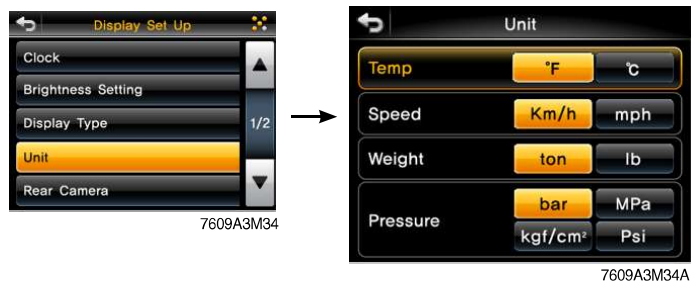 Display Set Up
Clock
Brightness Setting
Display Type
1/2
Unit
Rear Camera
7609A3M34
Unit
Temp °F °C
Speed Km/h mph
Weight ton lb
Pressure bar MPa
kgf/cm² Psi
7609A3M34A